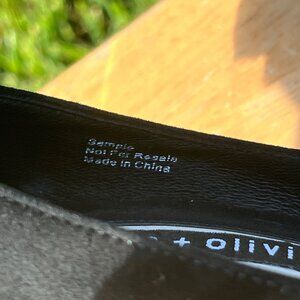 Sample
Not For Resale
Made in China
+ olivi